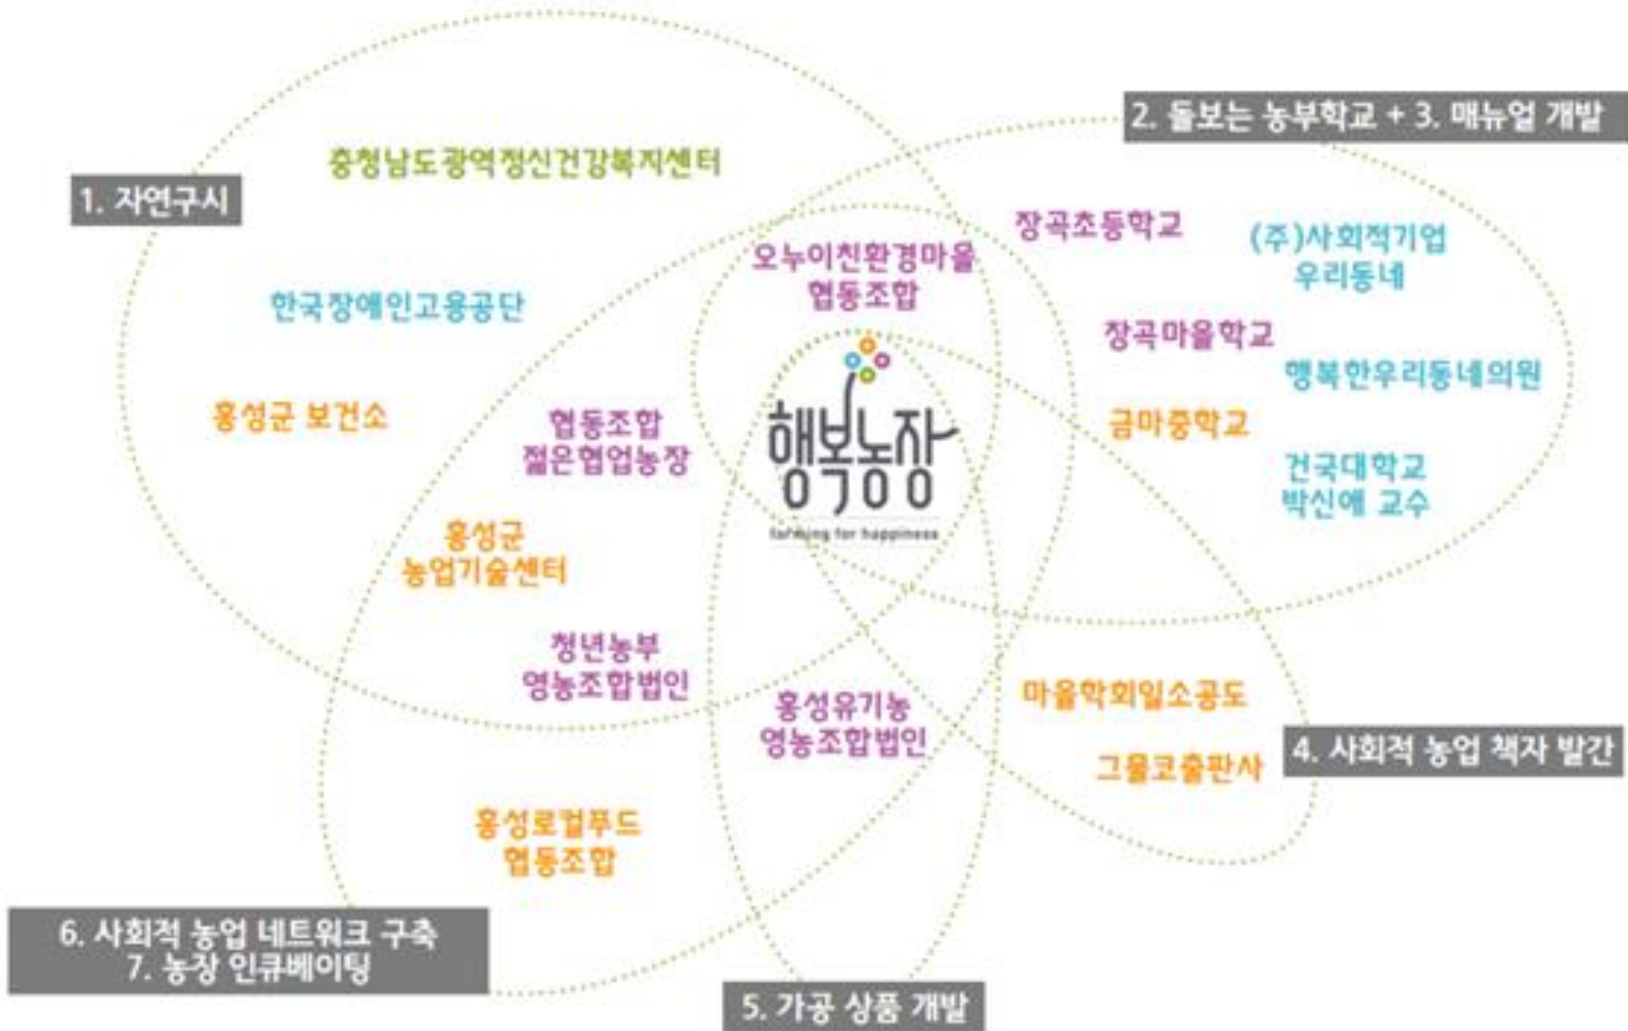 2. 돌보는 농부학교 + 3. 매뉴얼 개발
충청남도광역정신건강복지센터
1. 자연구시
장곡초등학교
(주)사회적기업
우리동네
오누이친환경마을
협동조합
한국장애인고용공단
장곡마을학교
행복한우리동네의원
홍성군 보건소
협동조합
젊은협업농장
행복농장
farming for happiness
금마중학교
건국대학교
박신애 교수
홍성군
농업기술센터
청년농부
영농조합법인
홍성유기농
영농조합법인
마을학회일소공도
그물코출판사
4. 사회적 농업 책자 발간
홍성로컬푸드
협동조합
6. 사회적 농업 네트워크 구축
7. 농장 인큐베이팅
5. 가공 상품 개발